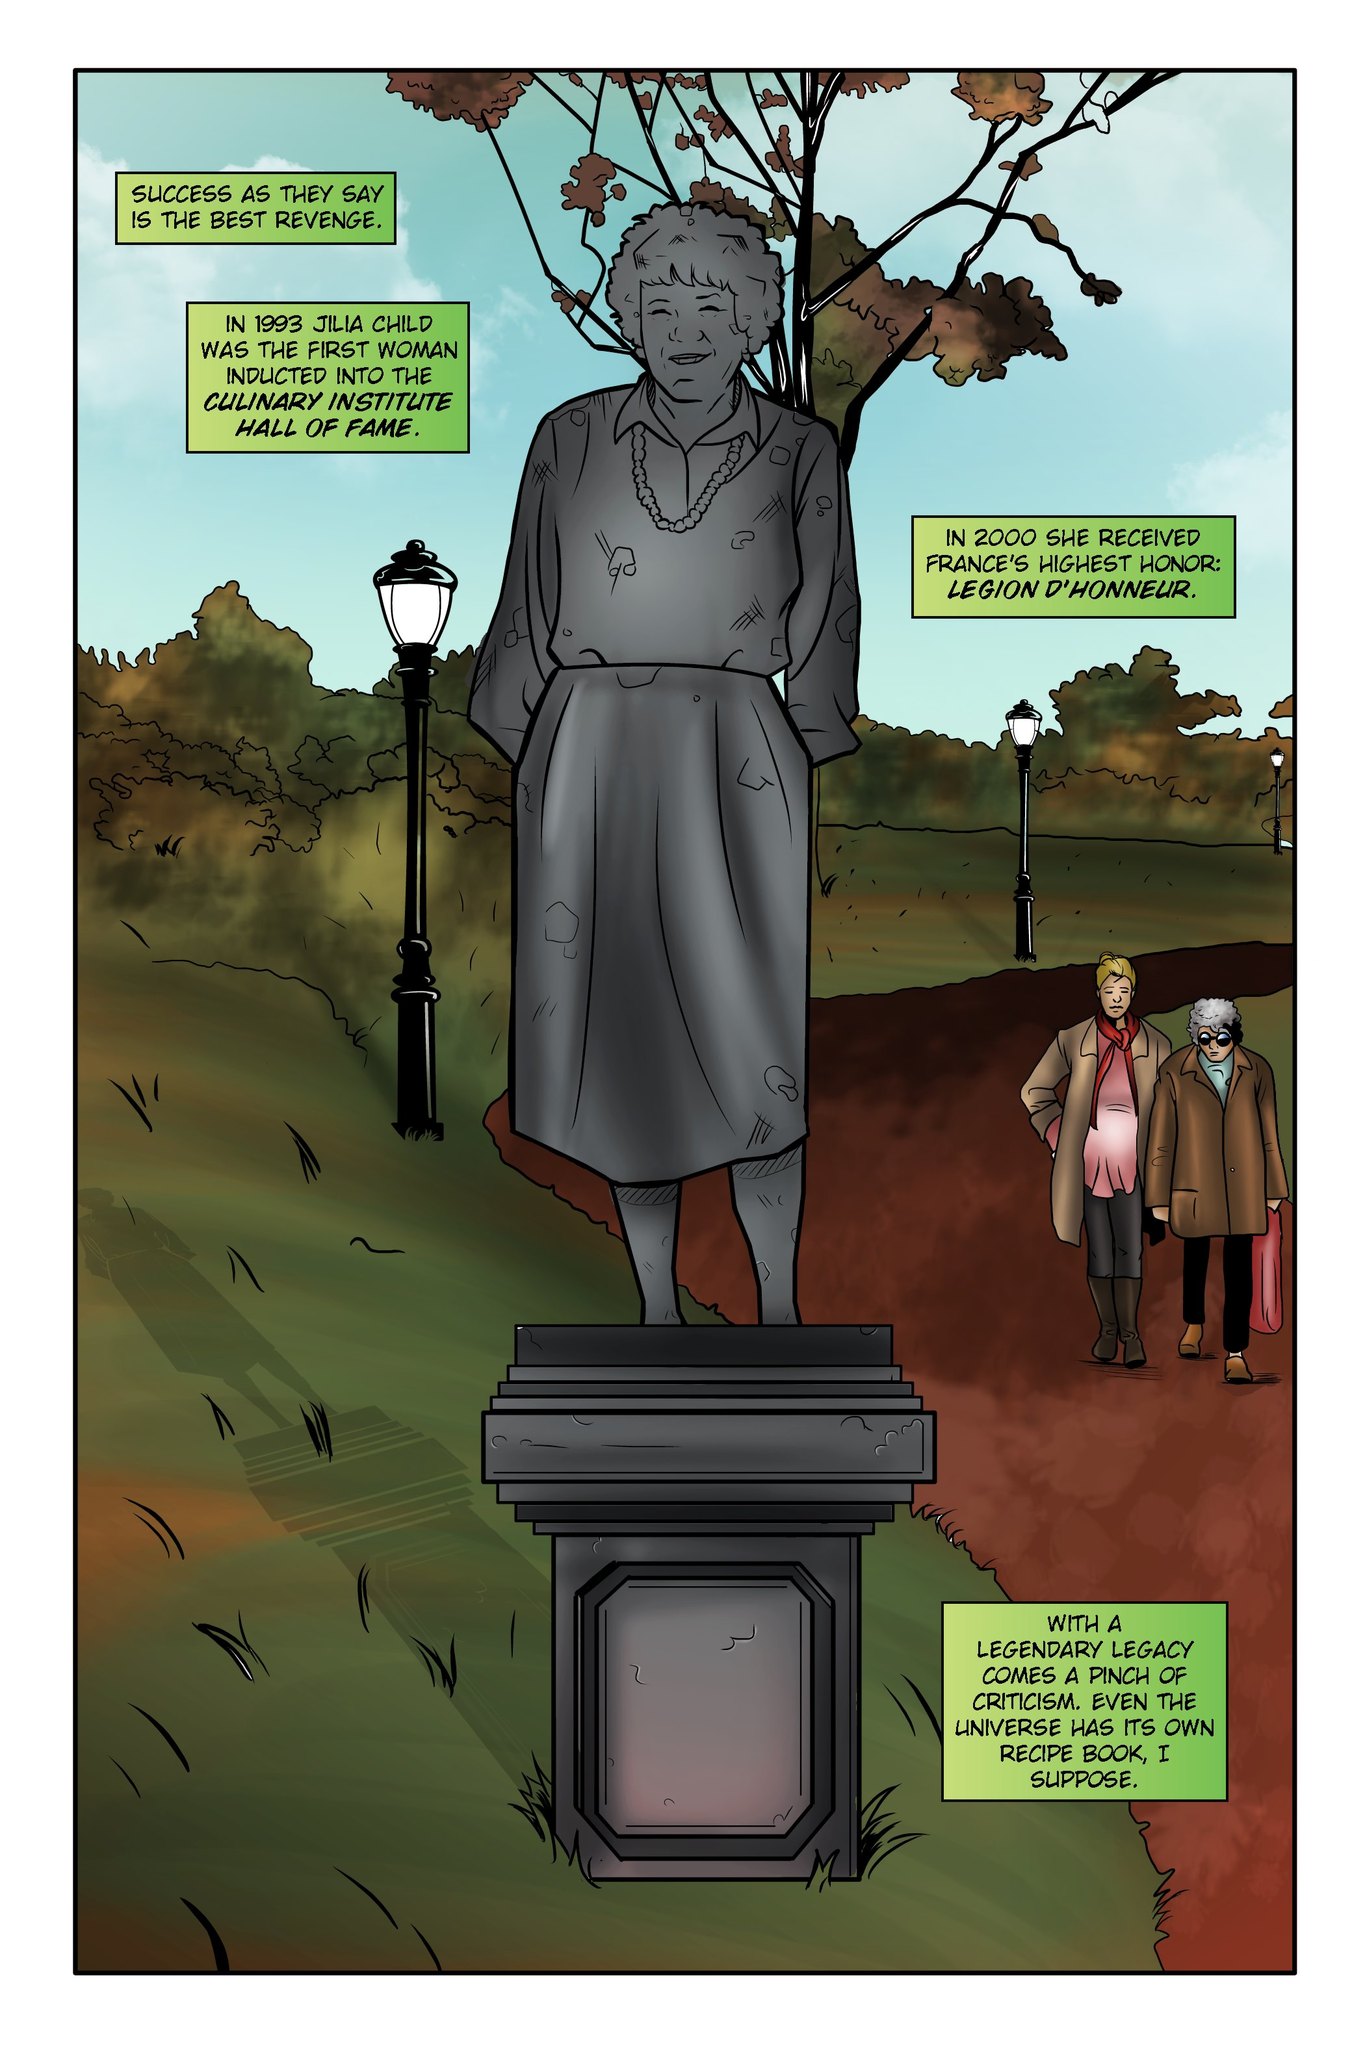 SUCCESS AS THEY SAY
IS THE BEST REVENGE.
IN 1993 JILIA CHILD
WAS THE FIRST WOMAN
INDUCTED INTO THE
CULINARY INSTITUTE
HALL OF FAME.
IN 2000 SHE RECEIVED
FRANCE'S HIGHEST HONOR:
LEGION D'HONNEUR.
WITH A
LEGENDARY LEGACY
COMES A PINCH OF
CRITICISM. EVEN THE
UNIVERSE HAS ITS OWN
RECIPE BOOK, I
SUPPOSE.